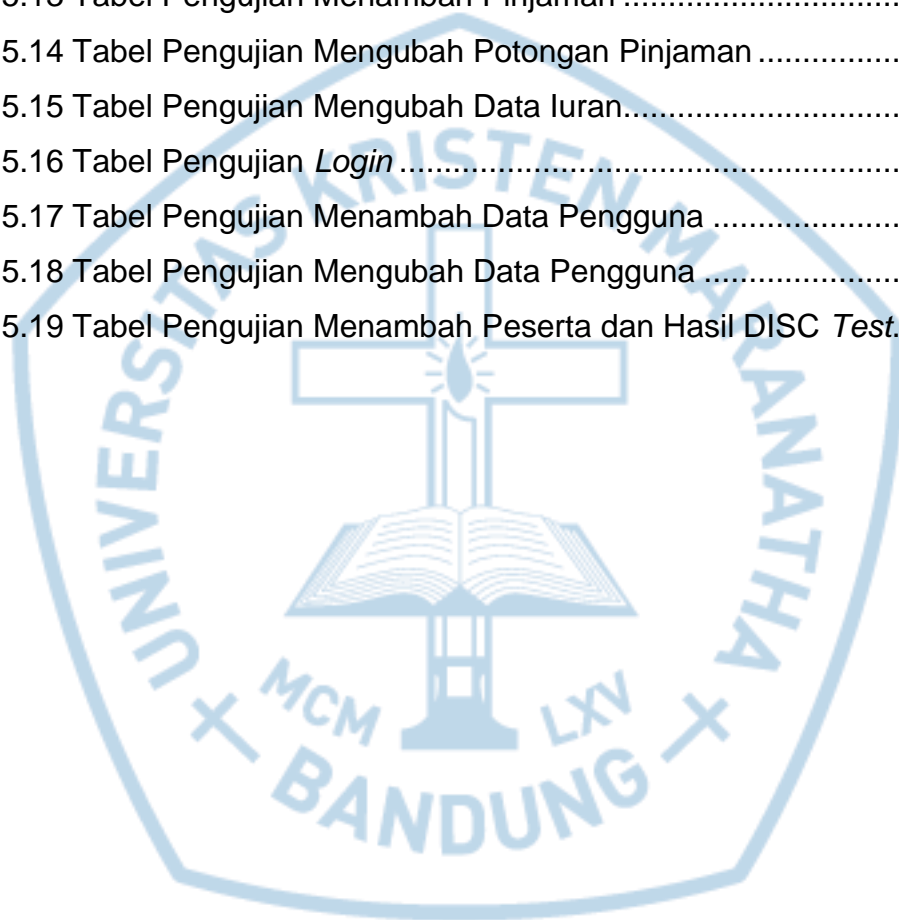 5.13 Tabel Pengujian Menambah Pinjaman ..............................
5.14 Tabel Pengujian Mengubah Potongan Pinjaman ................
5.15 Tabel Pengujian Mengubah Data Iuran..............................
5.16 Tabel Pengujian Login .......................................................
5.17 Tabel Pengujian Menambah Data Pengguna .....................
5.18 Tabel Pengujian Mengubah Data Pengguna ......................
5.19 Tabel Pengujian Menambah Peserta dan Hasil DISC Test.
UNIVERSITAS KRISTEN MARANATHA
MCM LXV
BANDUNG